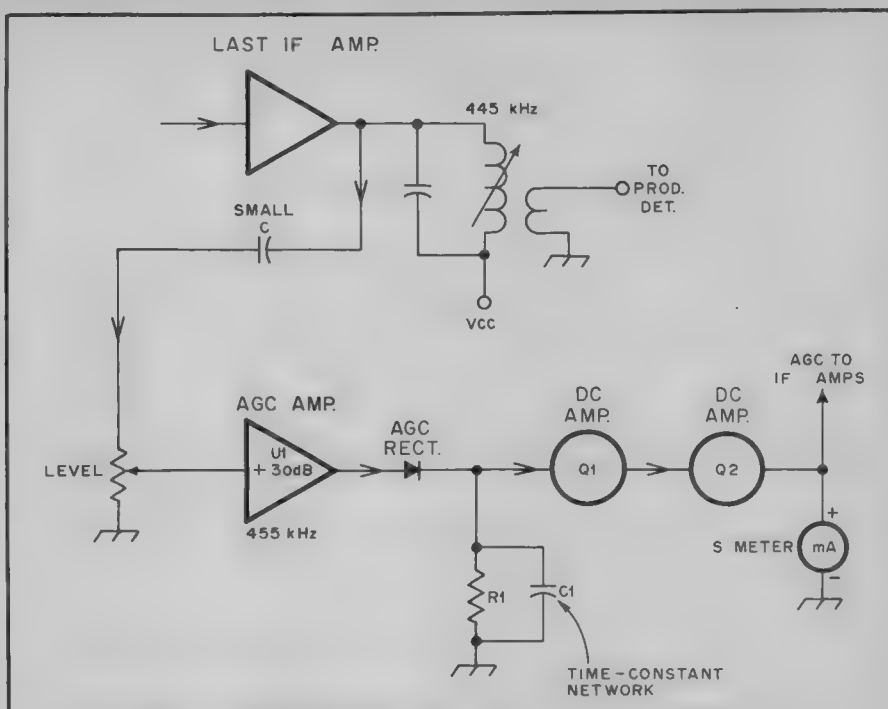 LAST IF AMP.
445 kHz
TO
PROD.
DET.
SMALL
C
VCC
AGC TO
IF AMPS
AGC AMP.
AGC
RECT.
DC
AMP.
DC
AMP.
LEVEL
U1
+ 30dB
Q1
Q2
455 kHz
+
S METER
mA
-
R1
C1
TIME-CONSTANT
NETWORK